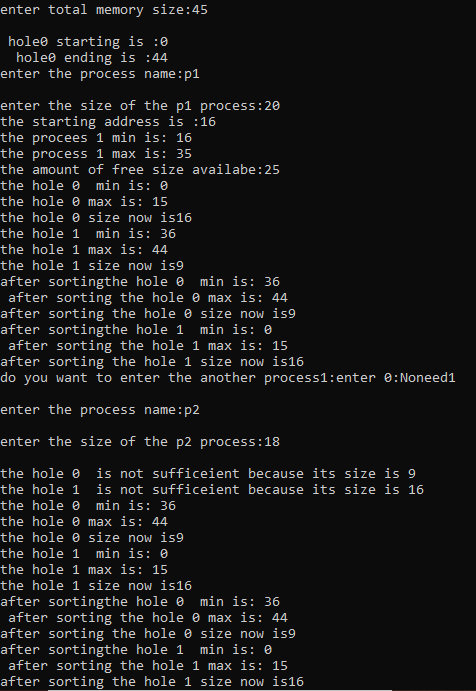 enter total memory size:45
hole0 starting is :0
hole0 ending is :44
enter the process name:p1
enter the size of the p1 process:20
the starting address is :16
the procees 1 min is: 16
the process 1 max is: 35
the amount of free size availabe:25
the hole 0  min is: 0
the hole 0 max is: 15
the hole 0 size now is16
the hole 1  min is: 36
the hole 1 max is: 44
the hole 1 size now is9
after sortingthe hole 0  min is: 36
after sorting the hole 0 max is: 44
after sorting the hole 0 size now is9
after sortingthe hole 1  min is: 0
after sorting the hole 1 max is: 15
after sorting the hole 1 size now is16
do you want to enter the another process1:enter 0:Noneed1
enter the process name:p2
enter the size of the p2 process:18
the hole 0  is not sufficeient because its size is 9
the hole 1  is not sufficeient because its size is 16
the hole 0  min is: 36
the hole 0 max is: 44
the hole 0 size now is9
the hole 1  min is: 0
the hole 1 max is: 15
the hole 1 size now is16
after sortingthe hole 0  min is: 36
after sorting the hole 0 max is: 44
after sorting the hole 0 size now is9
after sortingthe hole 1  min is: 0
after sorting the hole 1 max is: 15
after sorting the hole 1 size now is16